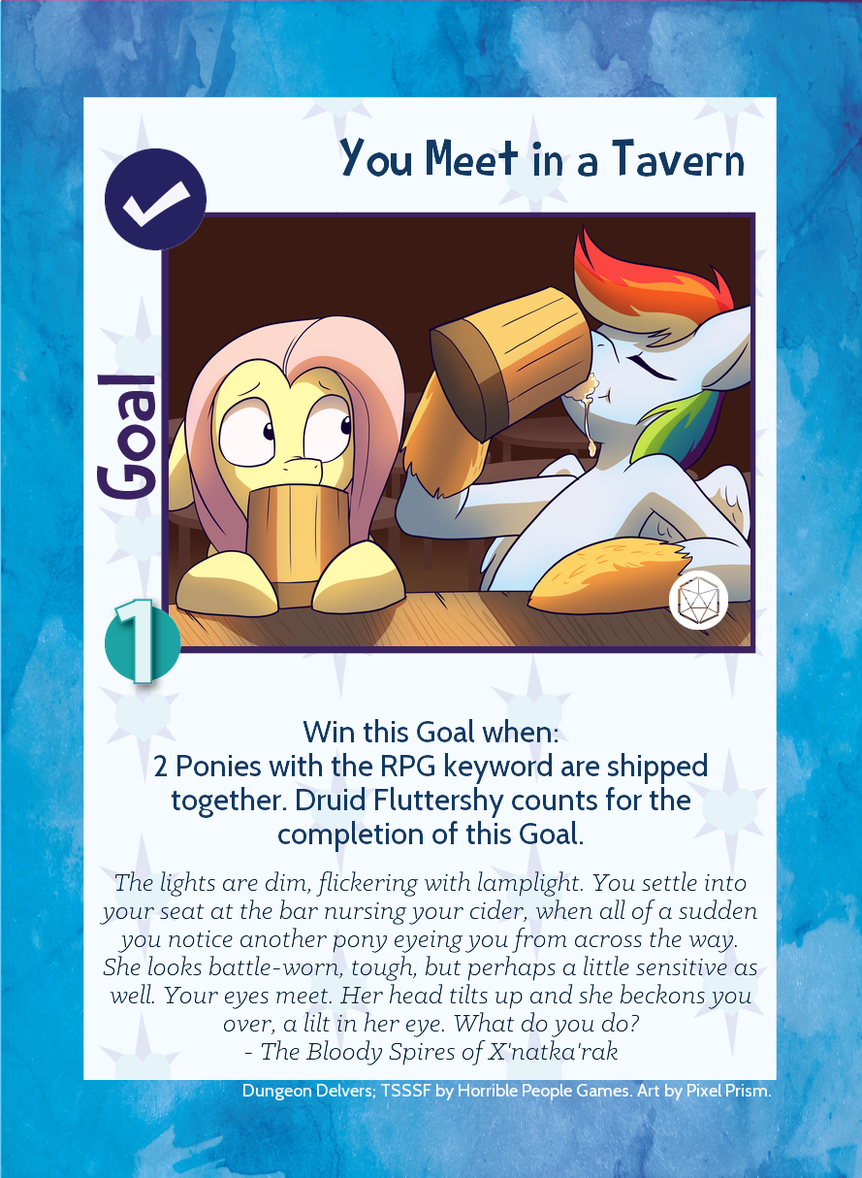 You Meet in a Tavern
Goal
1
Win this Goal when:
2 Ponies with the RPG keyword are shipped
together. Druid Fluttershy counts for the
completion of this Goal.
The lights are dim, flickering with lamplight. You settle into
your seat at the bar nursing your cider, when all of a sudden
you notice another pony eyeing you from across the way.
She looks battle-worn, tough, but perhaps a little sensitive as
well. Your eyes meet. Her head tilts up and she beckons you
over, a lilt in her eye. What do you do?
- The Bloody Spires of X'natka'rak
Dungeon Delvers; TSSSF by Horrible People Games. Art by Pixel Prism.